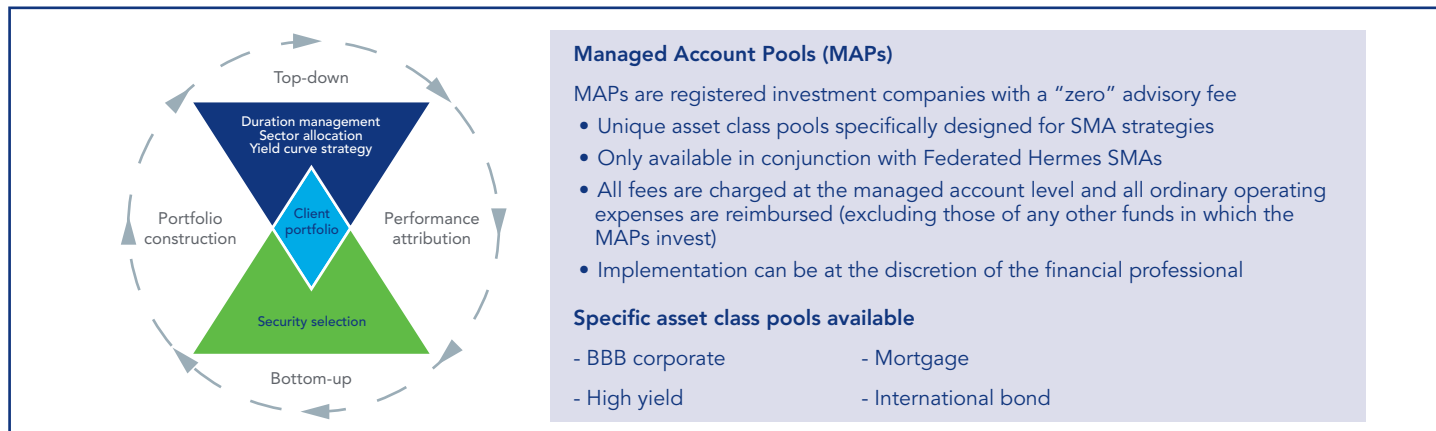 Top-down
Duration management
Sector allocation
Yield curve strategy
Portfolio
construction
Client
portfolio
Performance
attribution
Security selection
Bottom-up
Managed Account Pools (MAPs)
MAPs are registered investment companies with a “zero” advisory fee
• Unique asset class pools specifically designed for SMA strategies
• Only available in conjunction with Federated Hermes SMAs
• All fees are charged at the managed account level and all ordinary operating
expenses are reimbursed (excluding those of any other funds in which the
MAPs invest)
• Implementation can be at the discretion of the financial professional
Specific asset class pools available
- BBB corporate - Mortgage
- High yield - International bond